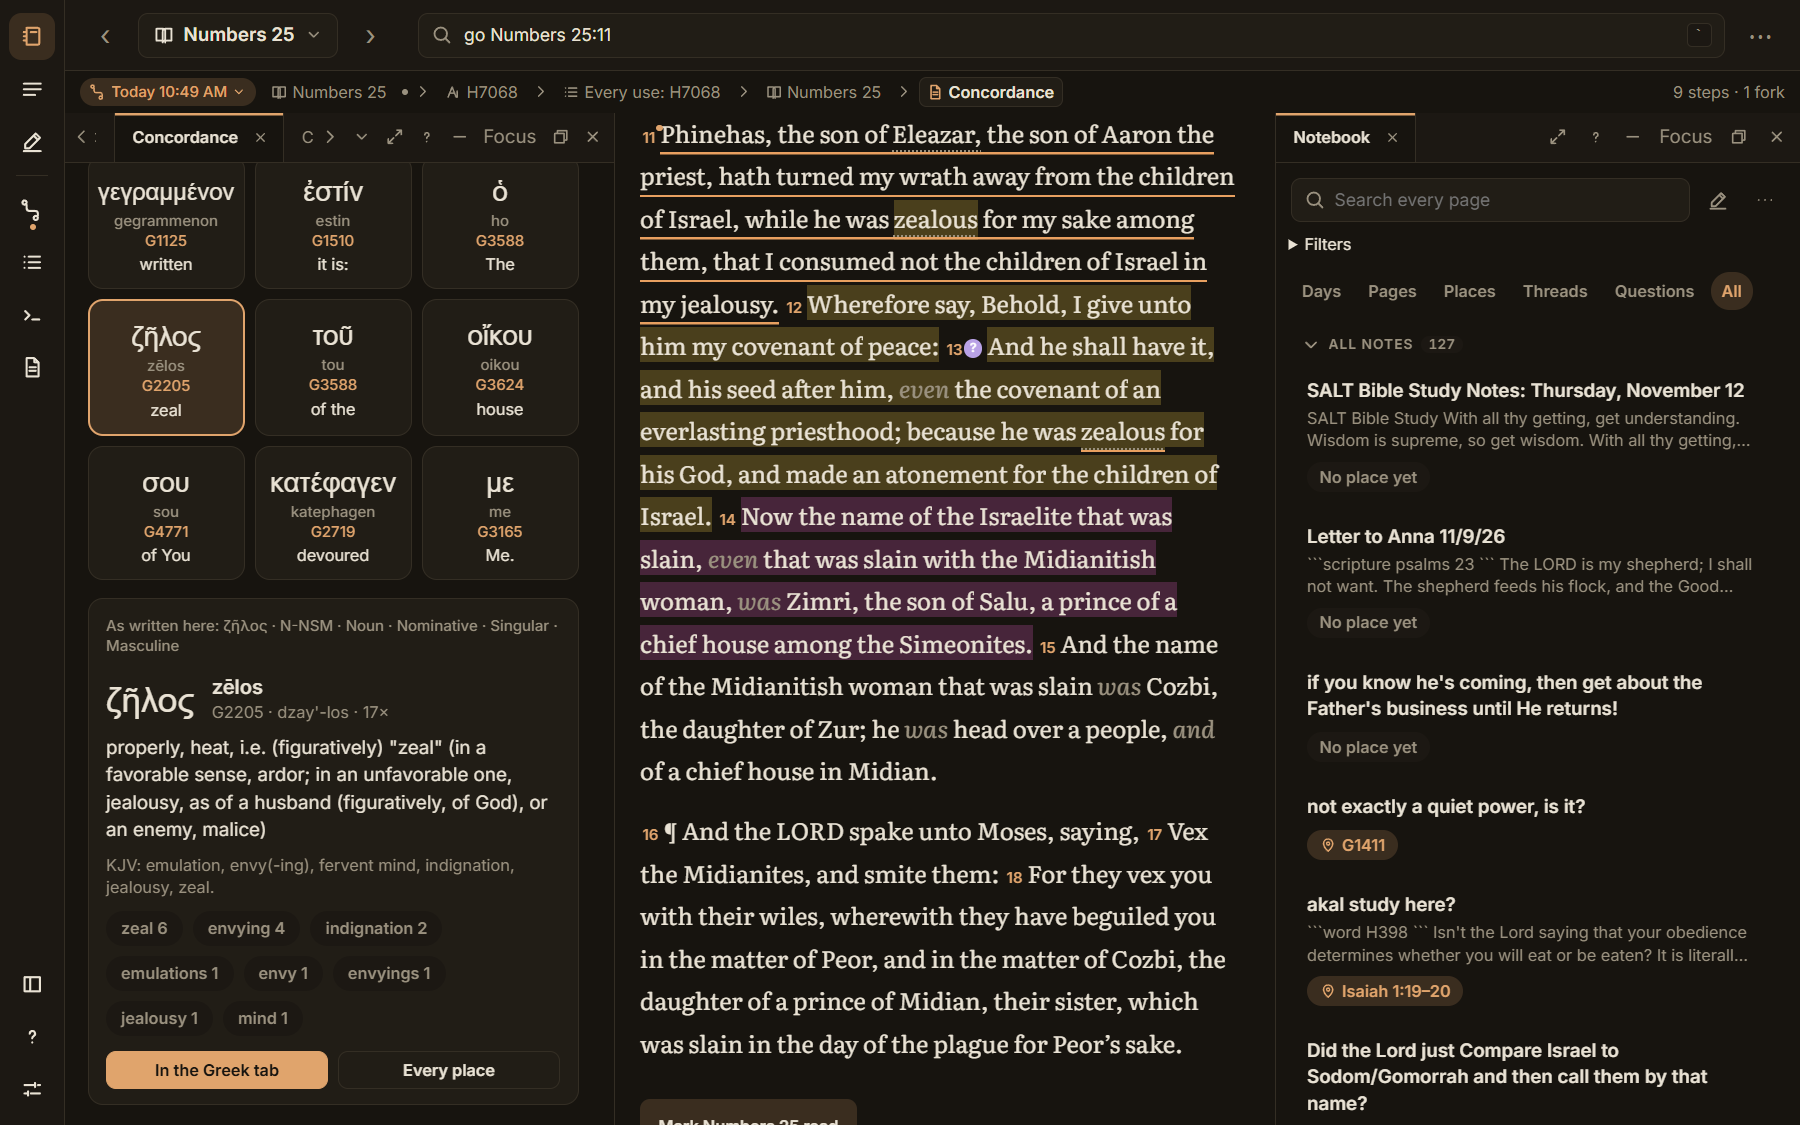 Numbers 25
go Numbers 25:11
`
Today 10:49 AM
Numbers 25
H7068
Every use: H7068
Numbers 25
Concordance
9 steps · 1 fork
Concordance
C
?
Focus
γεγραμμένον
gegrammenon
G1125
written
ἐστίν
estin
G1510
it is:
ὁ
ho
G3588
The
ζῆλος
zēlos
G2205
zeal
τοῦ
tou
G3588
of the
οἴκου
oikou
G3624
house
σου
sou
G4771
of You
κατέφαγεν
katephagen
G2719
devoured
με
me
G3165
Me.
As written here: ζῆλος · N-NSM · Noun · Nominative · Singular ·
Masculine
ζῆλος
zēlos
G2205 · dzay'-los · 17×
properly, heat, i.e. (figuratively) "zeal" (in a
favorable sense, ardor; in an unfavorable one,
jealousy, as of a husband (figuratively, of God), or
an enemy, malice)
KJV: emulation, envy(-ing), fervent mind, indignation,
jealousy, zeal.
zeal 6
envying 4
indignation 2
emulations 1
envy 1
envyings 1
jealousy 1
mind 1
In the Greek tab
Every place
?
11 Phinehas, the son of Eleazar, the son of Aaron the
priest, hath turned my wrath away from the children
of Israel, while he was zealous for my sake among
them, that I consumed not the children of Israel in
my jealousy. 12 Wherefore say, Behold, I give unto
him my covenant of peace: 13 ? And he shall have it,
and his seed after him, even the covenant of an
everlasting priesthood; because he was zealous for
his God, and made an atonement for the children of
Israel. 14 Now the name of the Israelite that was
slain, even that was slain with the Midianitish
woman, was Zimri, the son of Salu, a prince of a
chief house among the Simeonites. 15 And the name
of the Midianitish woman that was slain was Cozbi,
the daughter of Zur; he was head over a people, and
of a chief house in Midian.
16 ¶ And the LORD spake unto Moses, saying, 17 Vex
the Midianites, and smite them: 18 For they vex you
with their wiles, wherewith they have beguiled you
in the matter of Peor, and in the matter of Cozbi, the
daughter of a prince of Midian, their sister, which
was slain in the day of the plague for Peor’s sake.
Mark Numbers 25 read
Notebook
?
Focus
Search every page
Filters
Days
Pages
Places
Threads
Questions
All
ALL NOTES 127
SALT Bible Study Notes: Thursday, November 12
SALT Bible Study With all thy getting, get understanding.
Wisdom is supreme, so get wisdom. With all thy getting,...
No place yet
Letter to Anna 11/9/26
```scripture psalms 23 ``` The LORD is my shepherd; I shall
not want. The shepherd feeds his flock, and the Good...
No place yet
if you know he's coming, then get about the
Father's business until He returns!
No place yet
not exactly a quiet power, is it?
G1411
akal study here?
```word H398 ``` Isn't the Lord saying that your obedience
determines whether you will eat or be eaten? It is literall...
Isaiah 1:19–20
Did the Lord just Compare Israel to
Sodom/Gomorrah and then call them by that
name?